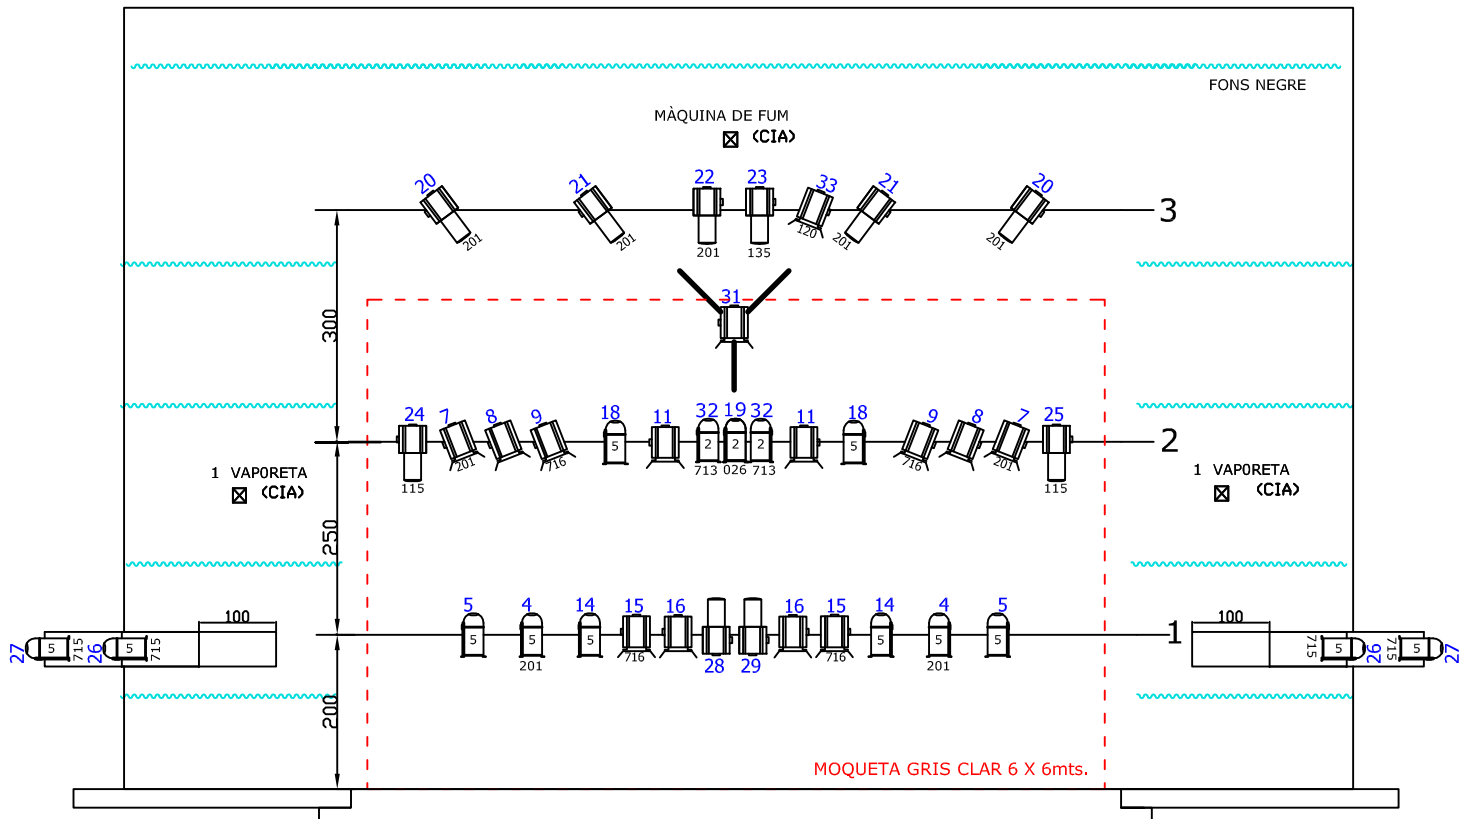 FONS NEGRE
MÀQUINA DE FUM
(CIA)
20 21 22 23 33 21 20
3
201 201 201 135 120 201 201
31
300
24 7 8 9 18 11 32 19 32 11 18 9 8 7 25
2
5 2 2 2 5
115 201 716 713 026 713 716 201 115
1 VAPORETA
(CIA)
1 VAPORETA
(CIA)
250
5 4 14 15 16 16 15 14 4 5
1
5 5 5 5 5 5
201 716 28 29 716 201
100
100
27 5 715 26 5 715
715 5 26 715 5 27
200
MOQUETA GRIS CLAR 6 X 6mts.